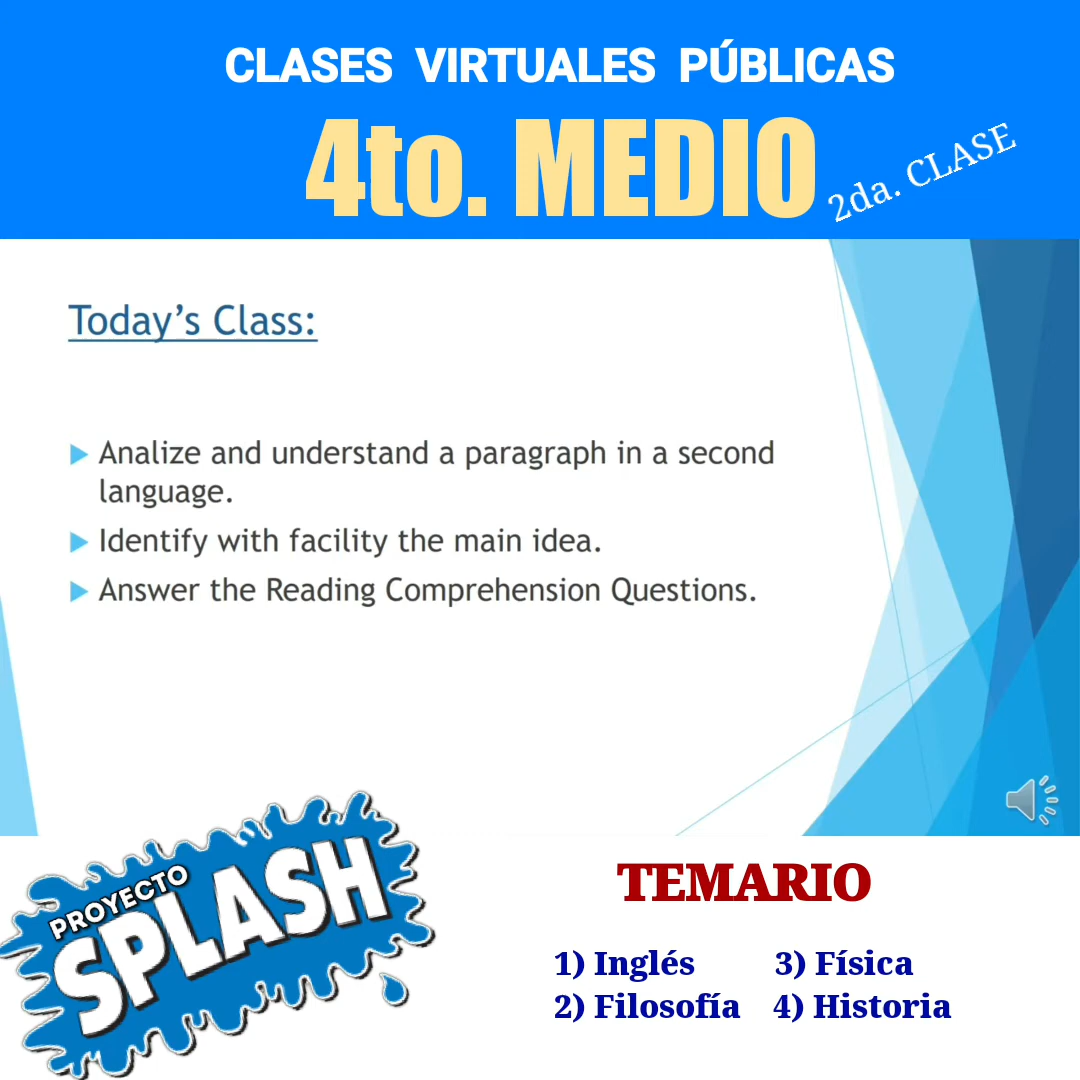 CLASES VIRTUALES PÚBLICAS
4to. MEDIO
2da. CLASE
Today's Class:
Analize and understand a paragraph in a second
language.
Identify with facility the main idea.
Answer the Reading Comprehension Questions.
PROYECTO
SPLASH
TEMARIO
1) Inglés 3) Física
2) Filosofía 4) Historia